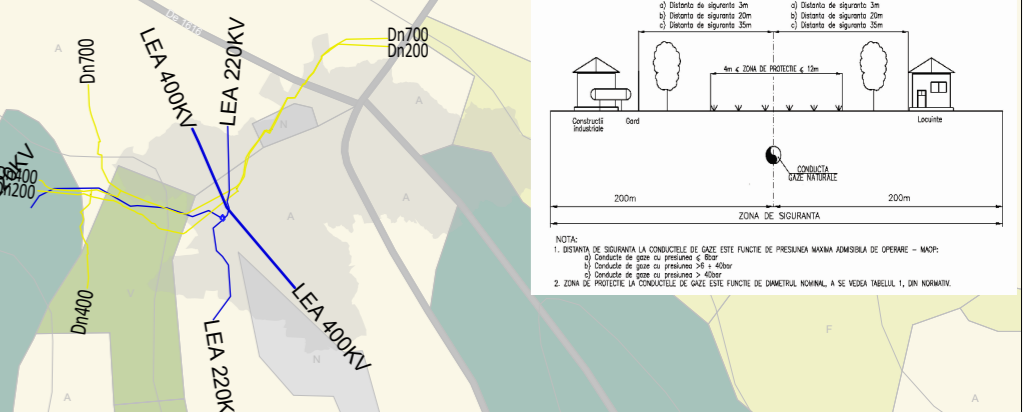 De 1616
Dn700
LEA 400KV
LEA 220KV
Dn700
Dn200
A
A
N
V
A
A
N
A
Dn400
LEA 400KV
LEA 220K
F
A
a) Distanta de siguranta 3m
b) Distanta de siguranta 20m
c) Distanta de siguranta 35m
a) Distanta de siguranta 3m
b) Distanta de siguranta 20m
c) Distanta de siguranta 35m
4m ≤ ZONA DE PROTECTIE ≤ 12m
Constructii
industriale
Gard
Locuinte
CONDUCTA
GAZE NATURALE
200m
200m
ZONA DE SIGURANTA
NOTA:
1. DISTANTA DE SIGURANTA LA CONDUCTELE DE GAZE ESTE FUNCTIE DE PRESIUNEA MAXIMA ADMISIBILA DE OPERARE – MAOP:
a) Conducte de gaze cu presiunea ≤ 6bar
b) Conducte de gaze cu presiunea >6 ÷ 40bar
c) Conducte de gaze cu presiunea > 40bar
2. ZONA DE PROTECTIE LA CONDUCTELE DE GAZE ESTE FUNCTIE DE DIAMETRUL NOMINAL, A SE VEDEA TABELUL 1, DIN NORMATIV.